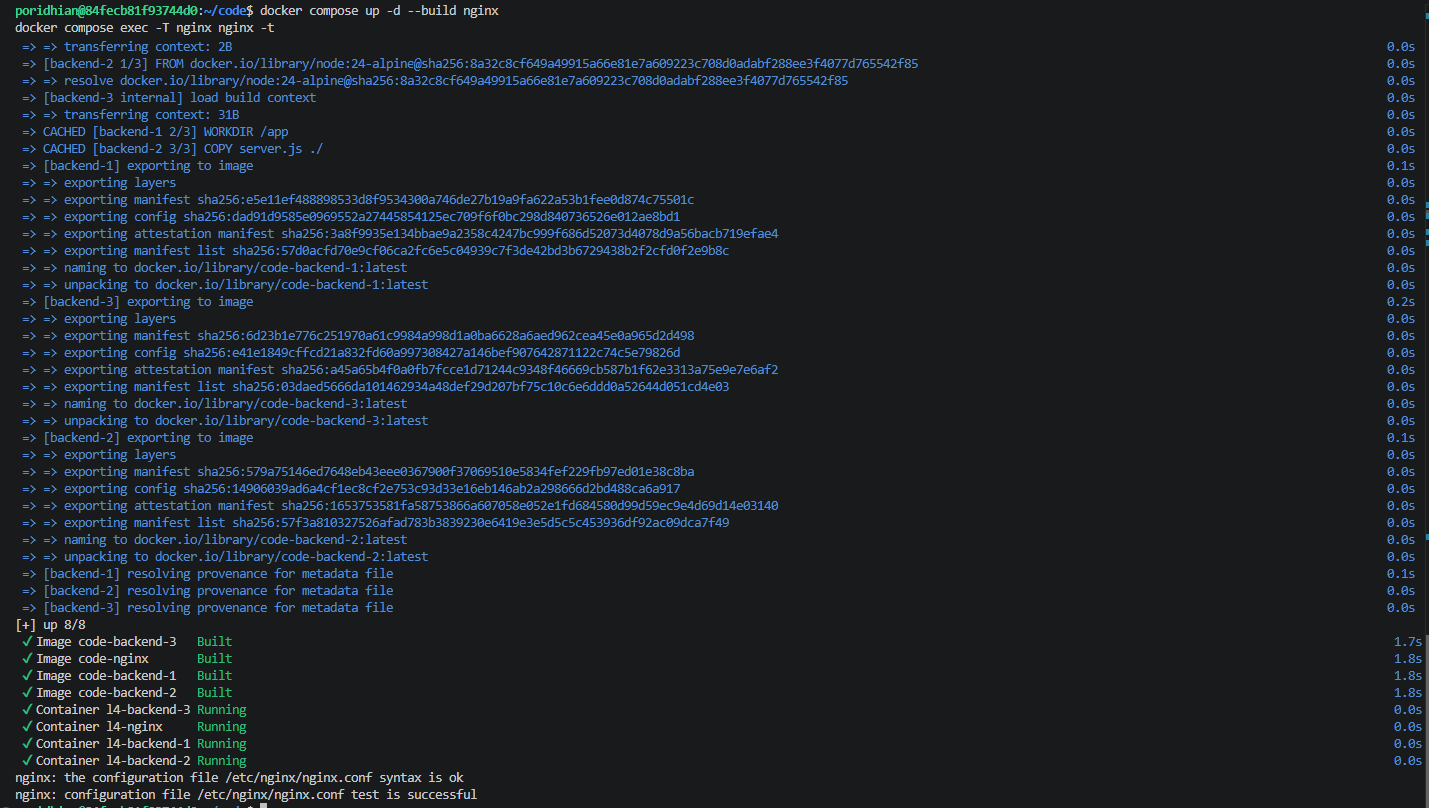 poridhian@84fecb81f93744d0:~/code$ docker compose up -d --build nginx
docker compose exec -T nginx nginx -t
=> => transferring context: 2B 0.0s
=> [backend-2 1/3] FROM docker.io/library/node:24-alpine@sha256:8a32c8cf649a49915a66e81e7a609223c708d0adabf288ee3f4077d765542f85 0.0s
=> => resolve docker.io/library/node:24-alpine@sha256:8a32c8cf649a49915a66e81e7a609223c708d0adabf288ee3f4077d765542f85 0.0s
=> [backend-3 internal] load build context 0.0s
=> => transferring context: 31B 0.0s
=> CACHED [backend-1 2/3] WORKDIR /app 0.0s
=> CACHED [backend-2 3/3] COPY server.js ./ 0.0s
=> [backend-1] exporting to image 0.1s
=> => exporting layers 0.0s
=> => exporting manifest sha256:e5e11ef488898533d8f9534300a746de27b19a9fa622a53b1fee0d874c75501c 0.0s
=> => exporting config sha256:dad91d9585e0969552a27445854125ec709f6f0bc298d840736526e012ae8bd1 0.0s
=> => exporting attestation manifest sha256:3a8f9935e134bbae9a2358c4247bc999f686d52073d4078d9a56bacb719efae4 0.0s
=> => exporting manifest list sha256:57d0acfd70e9cf06ca2fc6e5c04939c7f3de42bd3b6729438b2f2cfd0f2e9b8c 0.0s
=> => naming to docker.io/library/code-backend-1:latest 0.0s
=> => unpacking to docker.io/library/code-backend-1:latest 0.0s
=> [backend-3] exporting to image 0.2s
=> => exporting layers 0.0s
=> => exporting manifest sha256:6d23b1e776c251970a61c9984a998d1a0ba6628a6aed962cea45e0a965d2d498 0.0s
=> => exporting config sha256:e41e1849cffcd21a832fd60a997308427a146bef907642871122c74c5e79826d 0.0s
=> => exporting attestation manifest sha256:a45a65b4f0a0fb7fcce1d71244c9348f46669cb587b1f62e3313a75e9e7e6af2 0.0s
=> => exporting manifest list sha256:03daed5666da101462934a48def29d207bf75c10c6e6ddd0a52644d051cd4e03 0.0s
=> => naming to docker.io/library/code-backend-3:latest 0.0s
=> => unpacking to docker.io/library/code-backend-3:latest 0.0s
=> [backend-2] exporting to image 0.1s
=> => exporting layers 0.0s
=> => exporting manifest sha256:579a75146ed7648eb43eee0367900f37069510e5834fef229fb97ed01e38c8ba 0.0s
=> => exporting config sha256:14906039ad6a4cf1ec8cf2e753c93d33e16eb146ab2a298666d2bd488ca6a917 0.0s
=> => exporting attestation manifest sha256:1653753581fa58753866a607058e052e1fd684580d99d59ec9e4d69d14e03140 0.0s
=> => exporting manifest list sha256:57f3a810327526afad783b3839230e6419e3e5d5c5c453936df92ac09dca7f49 0.0s
=> => naming to docker.io/library/code-backend-2:latest 0.0s
=> => unpacking to docker.io/library/code-backend-2:latest 0.0s
=> [backend-1] resolving provenance for metadata file 0.1s
=> [backend-2] resolving provenance for metadata file 0.0s
=> [backend-3] resolving provenance for metadata file 0.0s
[+] up 8/8
✓ Image code-backend-3 Built 1.7s
✓ Image code-nginx Built 1.8s
✓ Image code-backend-1 Built 1.8s
✓ Image code-backend-2 Built 1.8s
✓ Container l4-backend-3 Running 0.0s
✓ Container l4-nginx Running 0.0s
✓ Container l4-backend-1 Running 0.0s
✓ Container l4-backend-2 Running 0.0s
nginx: the configuration file /etc/nginx/nginx.conf syntax is ok
nginx: configuration file /etc/nginx/nginx.conf test is successful